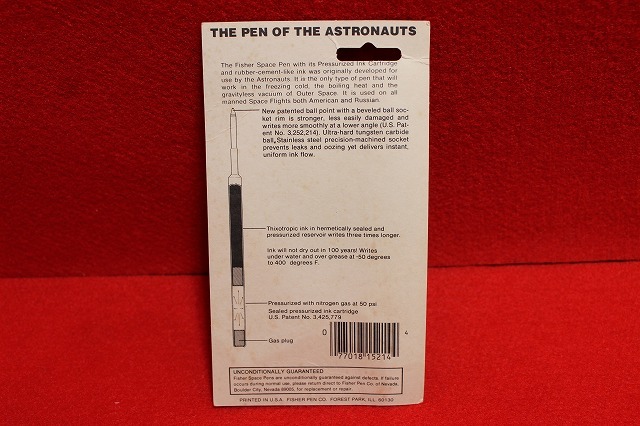 THE PEN OF THE ASTRONAUTS
The Fisher Space Pen with its Pressurized Ink Cartridge
and rubber-cement-like ink was originally developed for
use by the Astronauts. It is the only type of pen that will
work in the freezing cold, the boiling heat and the
gravityless vacuum of Outer Space. It is used on all
manned Space Flights both American and Russian.
New patented ball point with a beveled ball soc-
ket rim is stronger, less easily damaged and
writes more smoothly at a lower angle (U.S. Pat-
ent No. 3,252,214). Ultra-hard tungsten carbide
ball, Stainless steel precision-machined socket
prevents leaks and oozing yet delivers instant,
uniform ink flow.
Thixotropic ink in hermetically sealed and
pressurized reservoir writes three times longer.
Ink will not dry out in 100 years! Writes
under water and over grease at -50 degrees
to 400 degrees F.
Pressurized with nitrogen gas at 50 psi
Sealed pressurized ink cartridge
U.S. Patent No. 3,425,779
Gas plug
0 77018 15214 4
UNCONDITIONALLY GUARANTEED
Fisher Space Pens are unconditionally guaranteed against defects. If failure
occurs during normal use, please return direct to Fisher Pen Co. of Nevada,
Boulder City, Nevada 89005, for replacement or repair.
PRINTED IN U.S.A. FISHER PEN CO. FOREST PARK, ILL. 60130